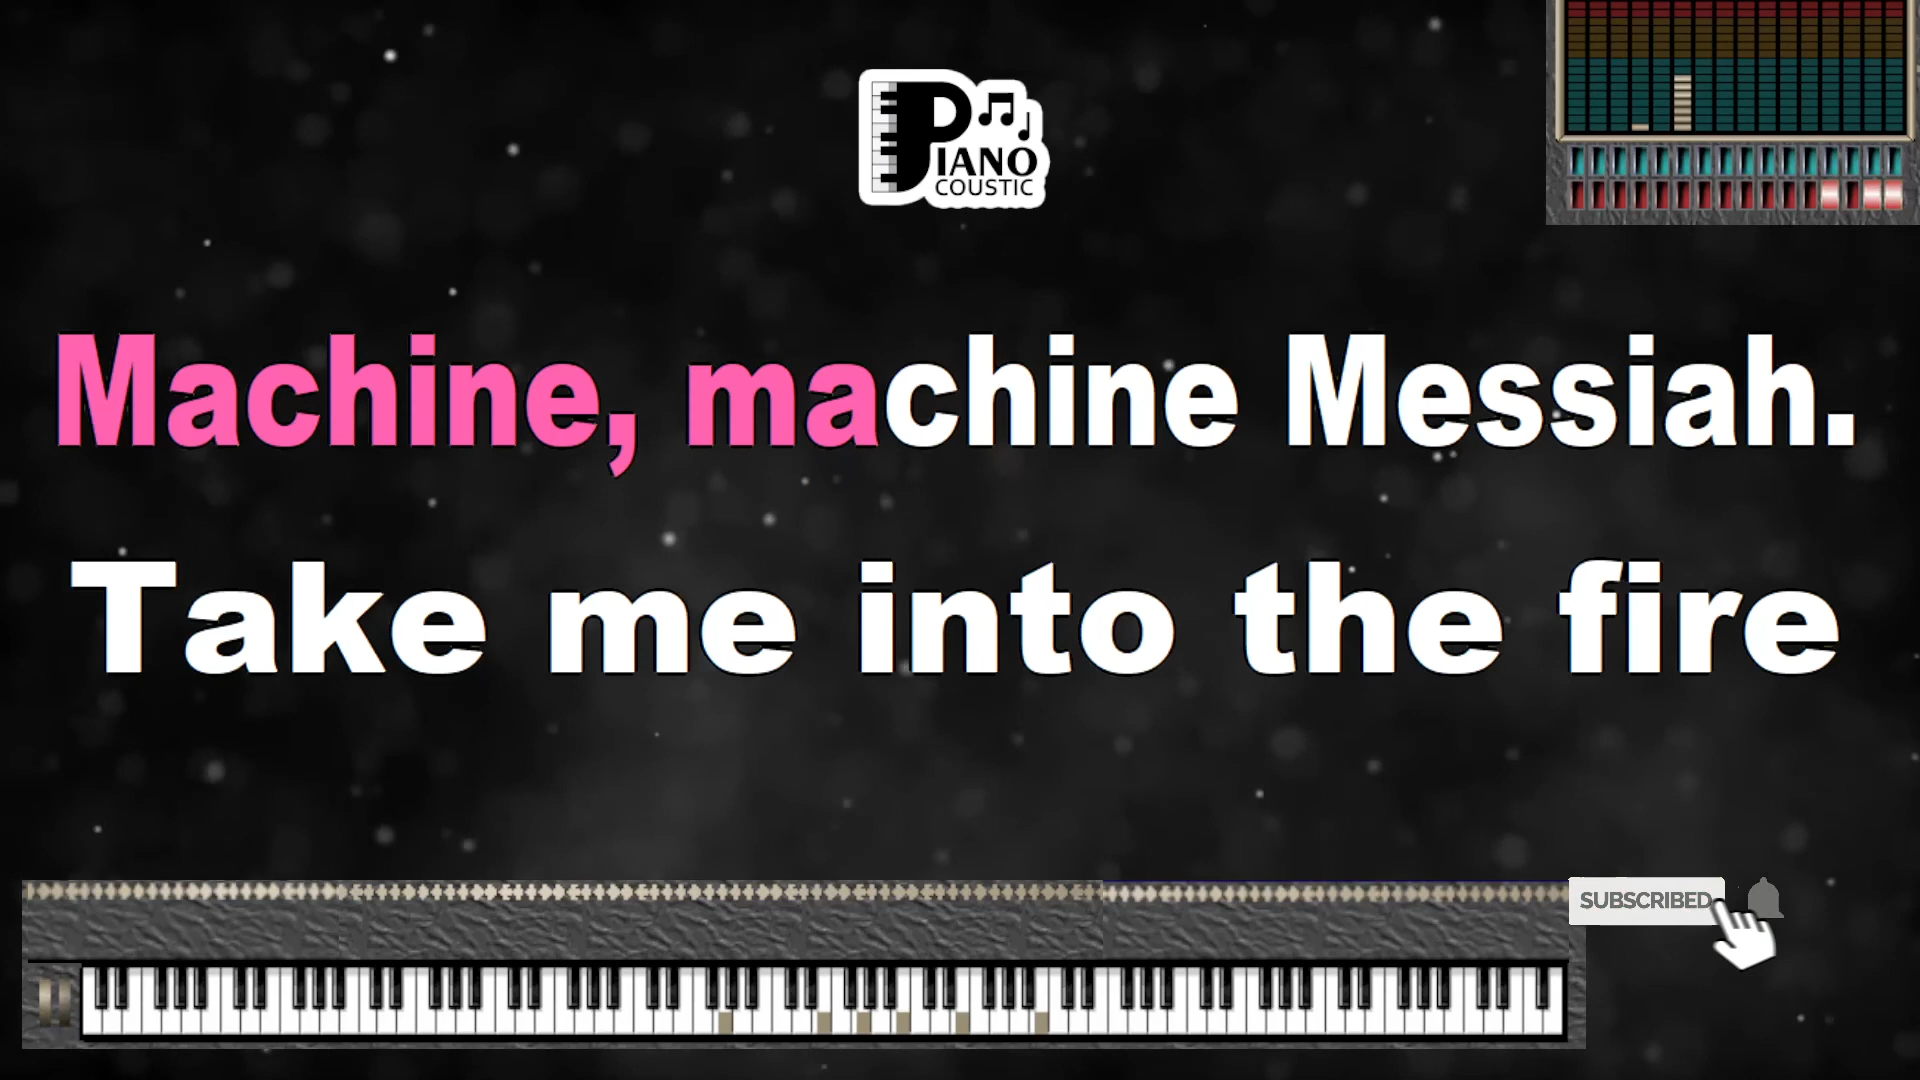 PIANO
COUSTIC
Machine, machine Messiah.
Take me into the fire
SUBSCRIBED